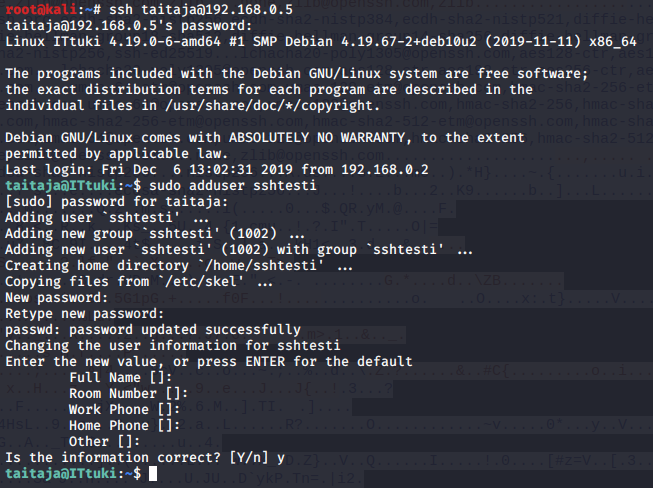 root@kali:~# ssh taitaja@192.168.0.5
taitaja@192.168.0.5's password:
Linux ITtuki 4.19.0-6-amd64 #1 SMP Debian 4.19.67-2+deb10u2 (2019-11-11) x86_64

The programs included with the Debian GNU/Linux system are free software;
the exact distribution terms for each program are described in the
individual files in /usr/share/doc/*/copyright.

Debian GNU/Linux comes with ABSOLUTELY NO WARRANTY, to the extent
permitted by applicable law.
Last login: Fri Dec  6 13:02:31 2019 from 192.168.0.2
taitaja@ITtuki:~$ sudo adduser sshtesti
[sudo] password for taitaja:
Adding user `sshtesti' ...
Adding new group `sshtesti' (1002) ...
Adding new user `sshtesti' (1002) with group `sshtesti' ...
Creating home directory `/home/sshtesti' ...
Copying files from `/etc/skel' ...
New password:
Retype new password:
passwd: password updated successfully
Changing the user information for sshtesti
Enter the new value, or press ENTER for the default
        Full Name []:
        Room Number []:
        Work Phone []:
        Home Phone []:
        Other []:
Is the information correct? [Y/n] y
taitaja@ITtuki:~$